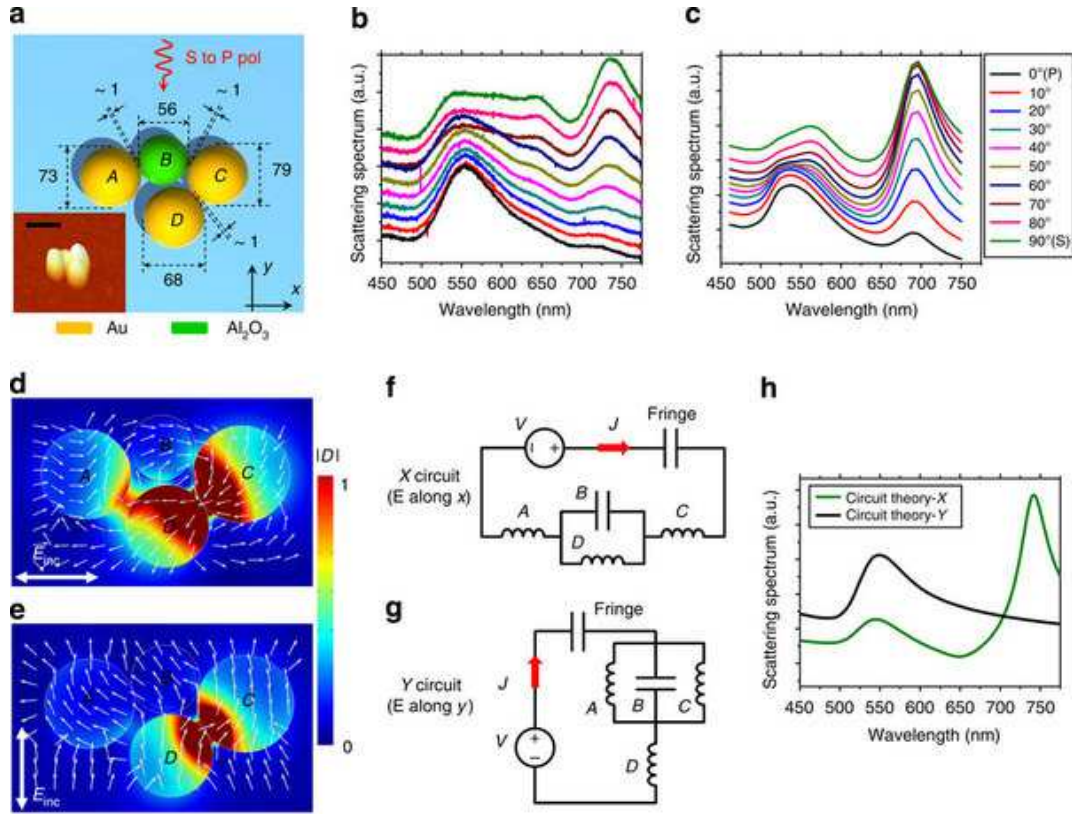 a
S to P pol
~ 1
56
~ 1
B
73
A
C
79
D
~ 1
68
y
x
Au
Al₂O₃
b
Scattering spectrum (a.u.)
450 500 550 600 650 700 750
Wavelength (nm)
c
Scattering spectrum (a.u.)
450 500 550 600 650 700 750
Wavelength (nm)
0°(P)
10°
20°
30°
40°
50°
60°
70°
80°
90°(S)
d
A
B
C
E inc
|D|
1
0
e
C
D
E inc
f
X circuit
(E along x)
V
J
Fringe
A
B
D
C
g
Y circuit
(E along y)
Fringe
J
V
A
B
C
D
h
Circuit theory-X
Circuit theory-Y
Scattering spectrum (a.u.)
450 500 550 600 650 700 750
Wavelength (nm)